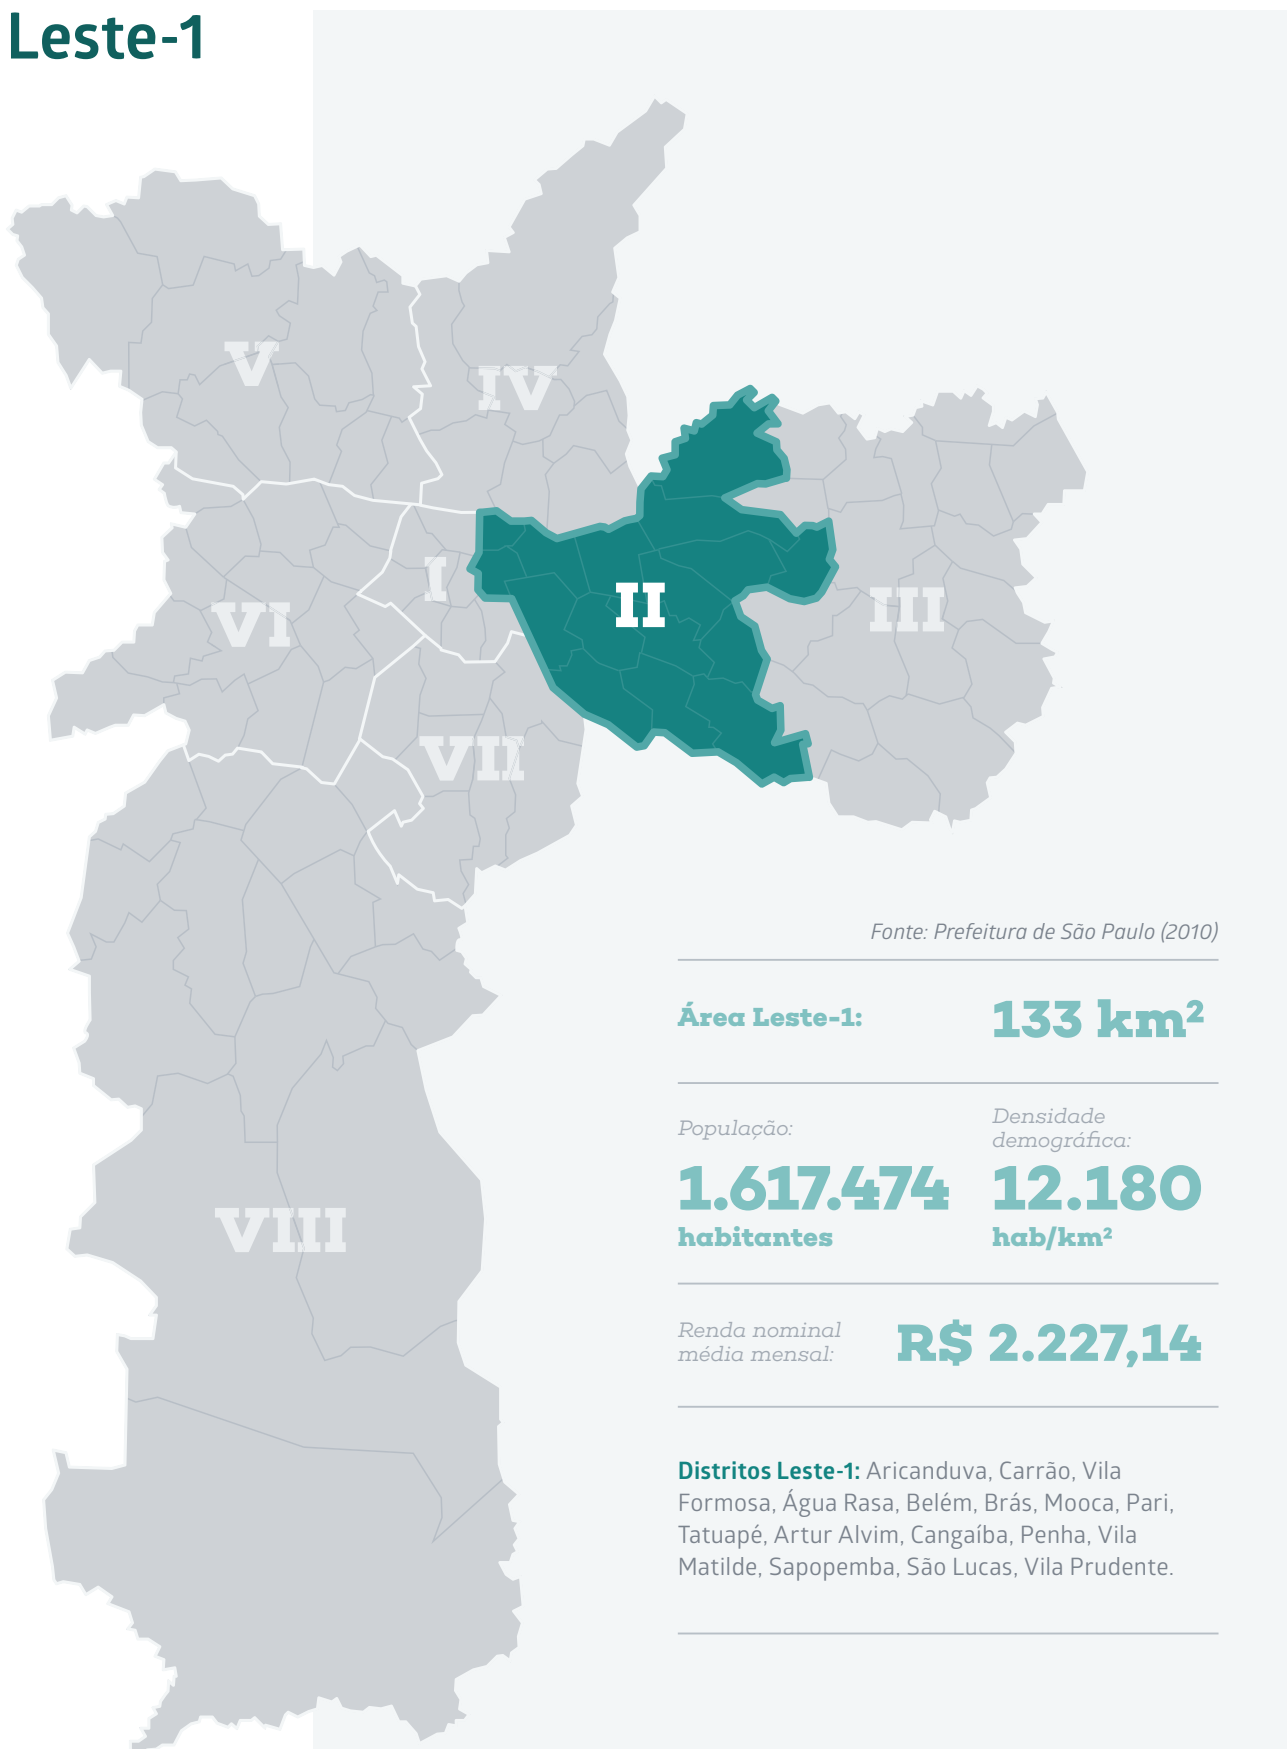 Leste-1
V
IV
I
II
III
VI
VII
VIII
Fonte: Prefeitura de São Paulo (2010)
Área Leste-1: 133 km²
População:
1.617.474
habitantes
Densidade
demográfica:
12.180
hab/km²
Renda nominal
média mensal:
R$ 2.227,14
Distritos Leste-1: Aricanduva, Carrão, Vila
Formosa, Água Rasa, Belém, Brás, Mooca, Pari,
Tatuapé, Artur Alvim, Cangaíba, Penha, Vila
Matilde, Sapopemba, São Lucas, Vila Prudente.